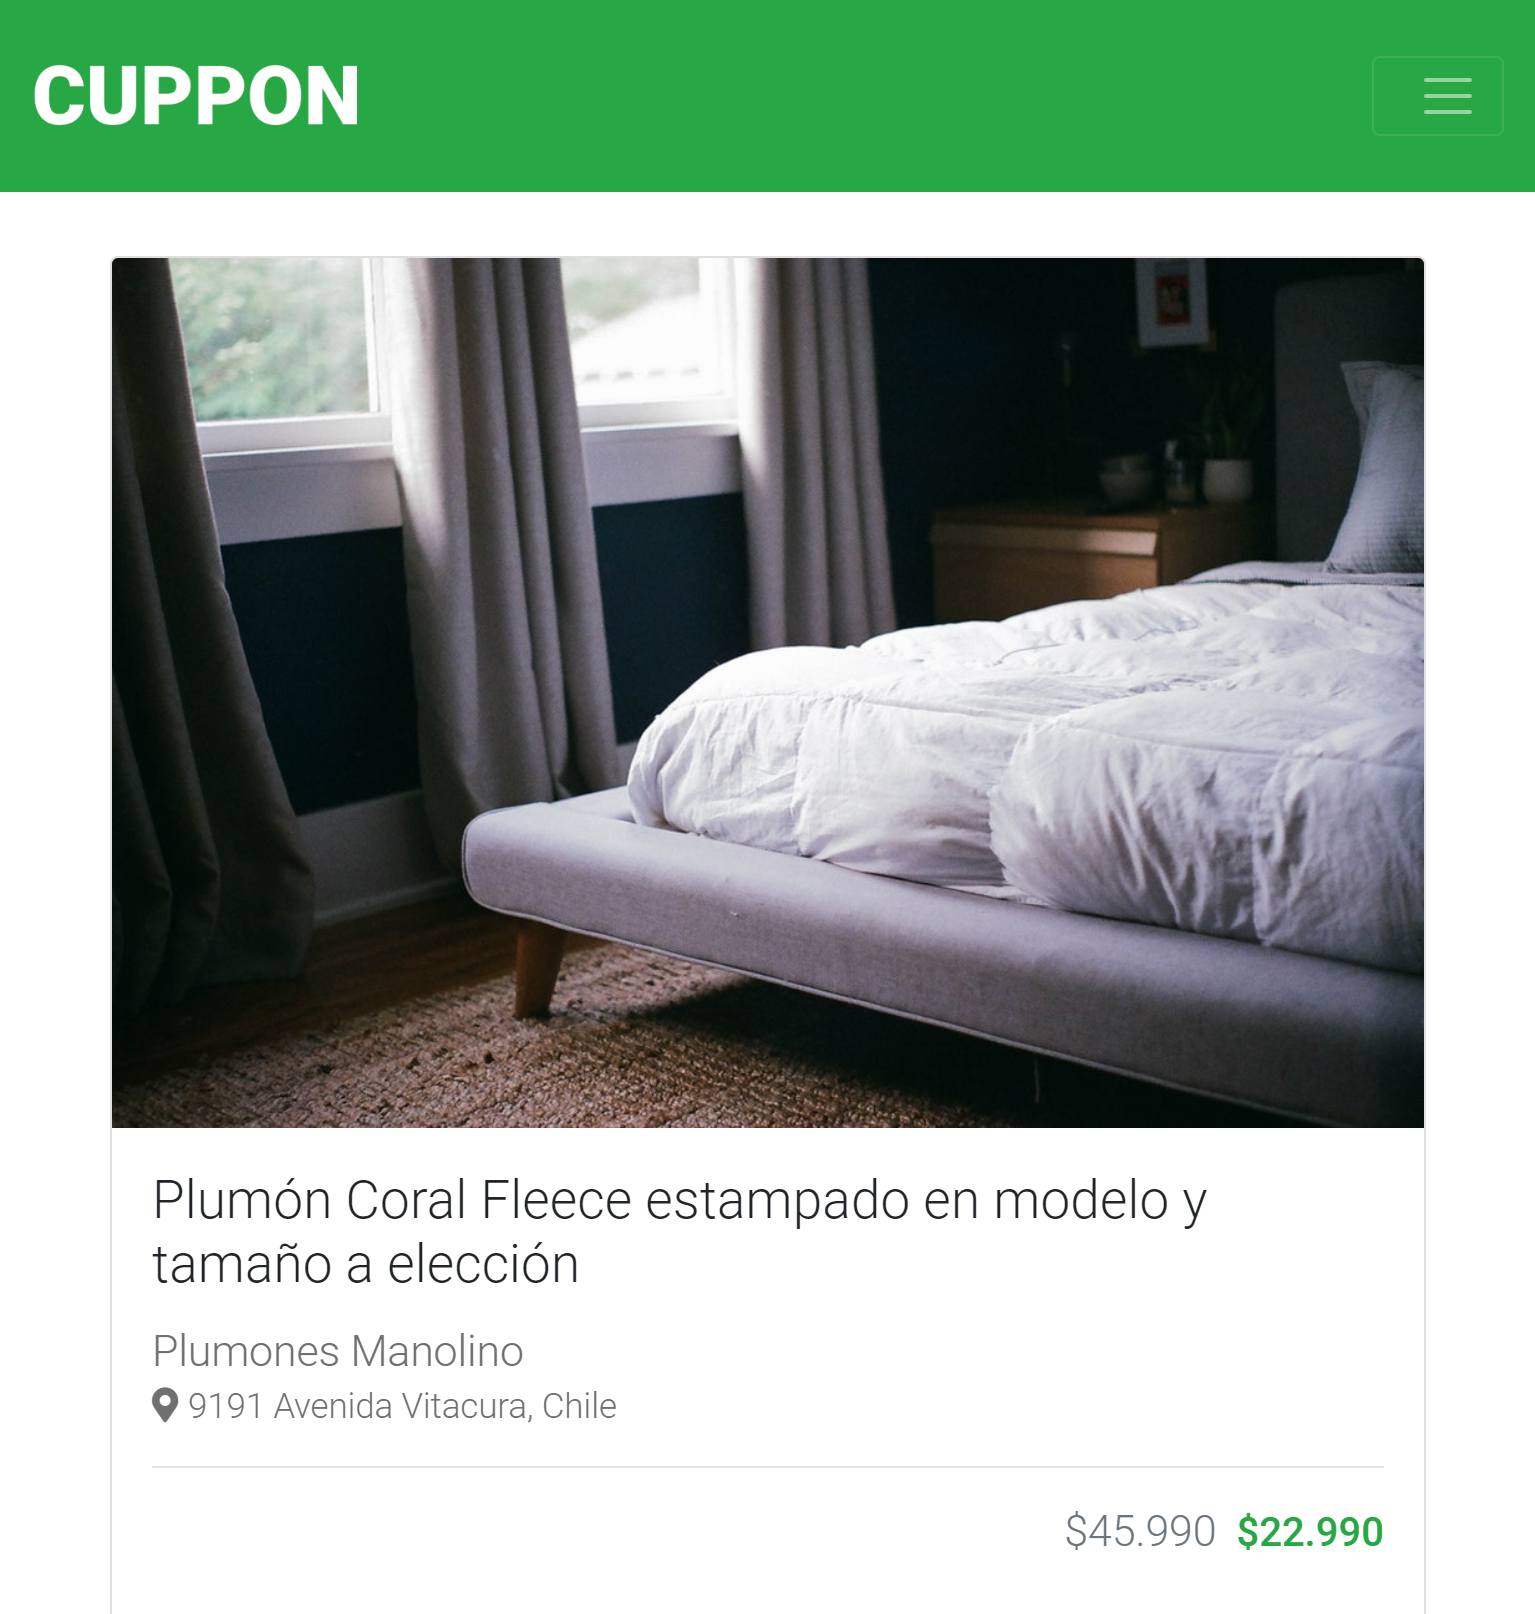 CUPPON
Plumón Coral Fleece estampado en modelo y
tamaño a elección
Plumones Manolino
9191 Avenida Vitacura, Chile
$45.990 $22.990